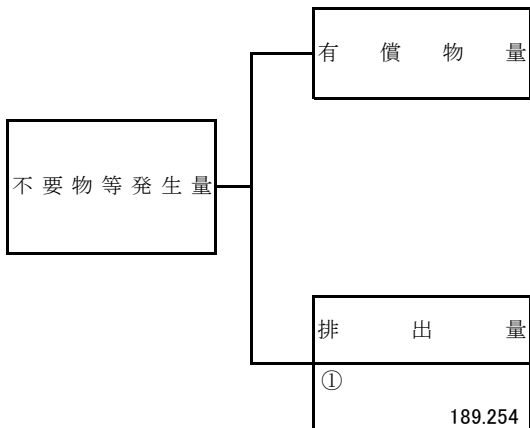 有償物量
不要物等発生量
排出量
①
189.254